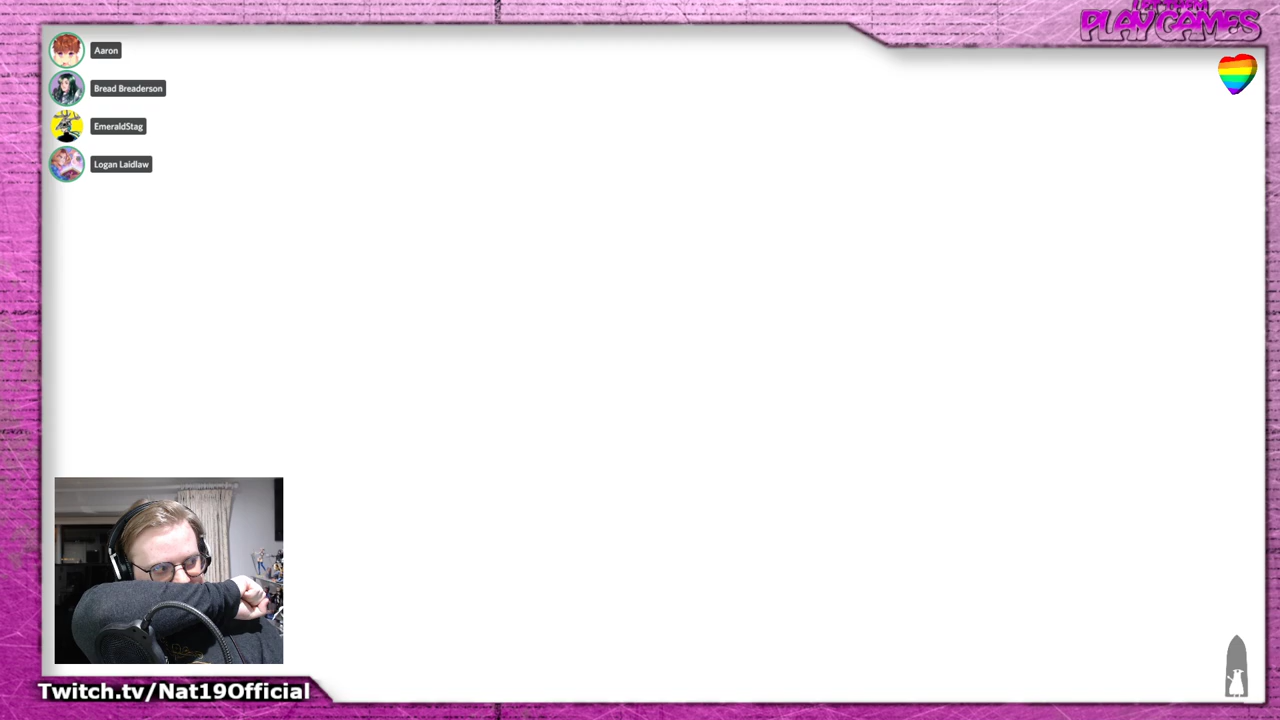 PLAY GAMES
Aaron
Bread Breaderson
EmeraldStag
Logan Laidlaw
Twitch.tv/Nat19Official